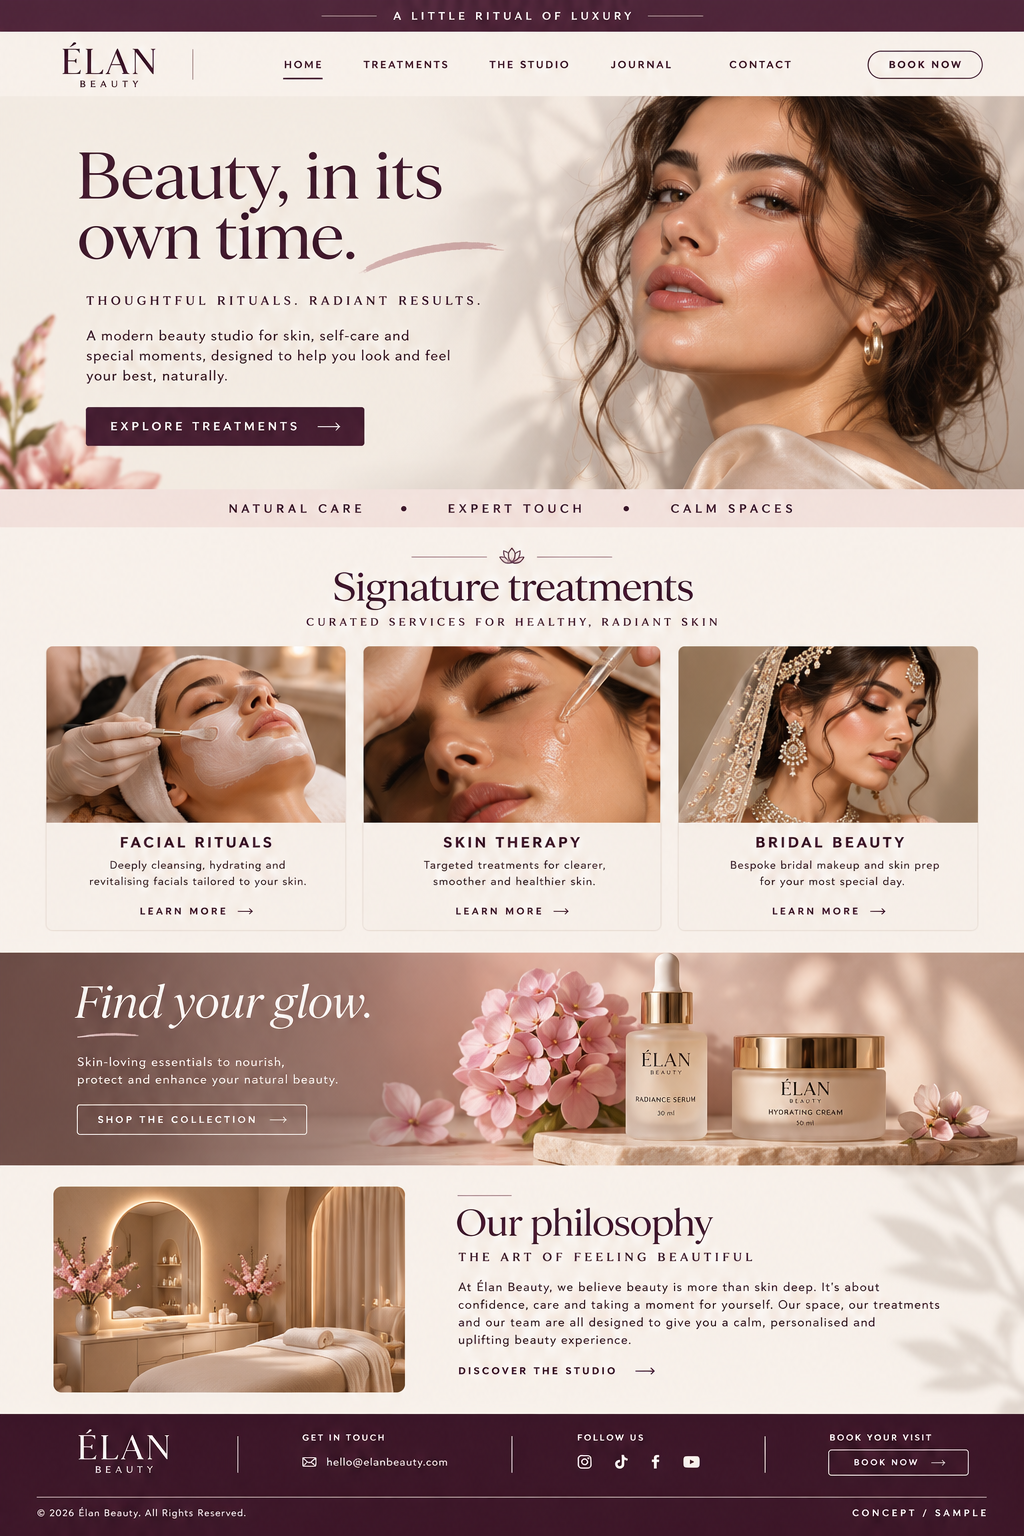 A LITTLE RITUAL OF LUXURY
ÉLAN
BEAUTY
HOME
TREATMENTS
THE STUDIO
JOURNAL
CONTACT
BOOK NOW
Beauty, in its
own time.
THOUGHTFUL RITUALS. RADIANT RESULTS.
A modern beauty studio for skin, self-care and
special moments, designed to help you look and feel
your best, naturally.
EXPLORE TREATMENTS
NATURAL CARE • EXPERT TOUCH • CALM SPACES
Signature treatments
CURATED SERVICES FOR HEALTHY, RADIANT SKIN
FACIAL RITUALS
Deeply cleansing, hydrating and
revitalising facials tailored to your skin.
LEARN MORE
SKIN THERAPY
Targeted treatments for clearer,
smoother and healthier skin.
LEARN MORE
BRIDAL BEAUTY
Bespoke bridal makeup and skin prep
for your most special day.
LEARN MORE
Find your glow.
Skin-loving essentials to nourish,
protect and enhance your natural beauty.
SHOP THE COLLECTION
ÉLAN
BEAUTY
RADIANCE SERUM
30 ml
ÉLAN
BEAUTY
HYDRATING CREAM
50 ml
Our philosophy
THE ART OF FEELING BEAUTIFUL
At Élan Beauty, we believe beauty is more than skin deep. It's about
confidence, care and taking a moment for yourself. Our space, our treatments
and our team are all designed to give you a calm, personalised and
uplifting beauty experience.
DISCOVER THE STUDIO
ÉLAN
BEAUTY
GET IN TOUCH
hello@elanbeauty.com
FOLLOW US
BOOK YOUR VISIT
BOOK NOW
© 2026 Élan Beauty. All Rights Reserved.
CONCEPT / SAMPLE